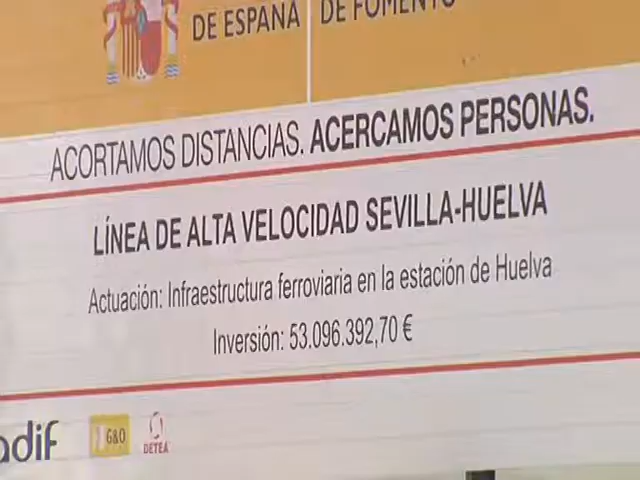 DE ESPAÑA DE FOMENTO
ACORTAMOS DISTANCIAS. ACERCAMOS PERSONAS.
LÍNEA DE ALTA VELOCIDAD SEVILLA-HUELVA
Actuación: Infraestructura ferroviaria en la estación de Huelva
Inversión: 53.096.392,70 €
adif G&O DETEA